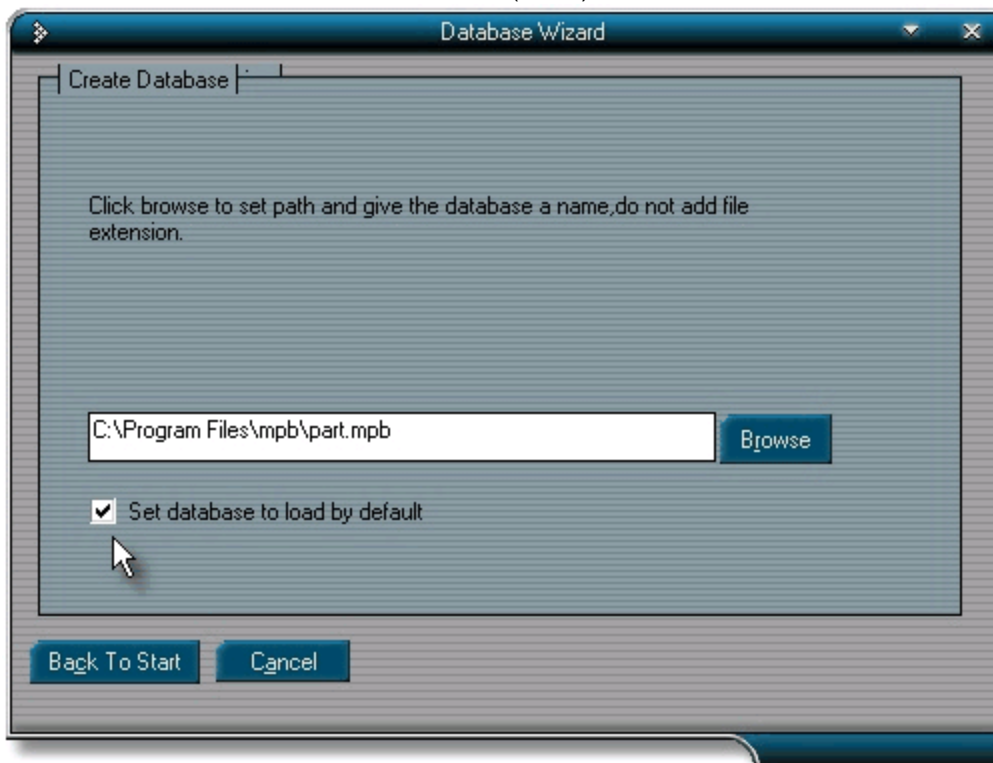 Database Wizard
Create Database
Click browse to set path and give the database a name,do not add file
extension.
C:\Program Files\mpb\part.mpb
Browse
Set database to load by default
Back To Start
Cancel